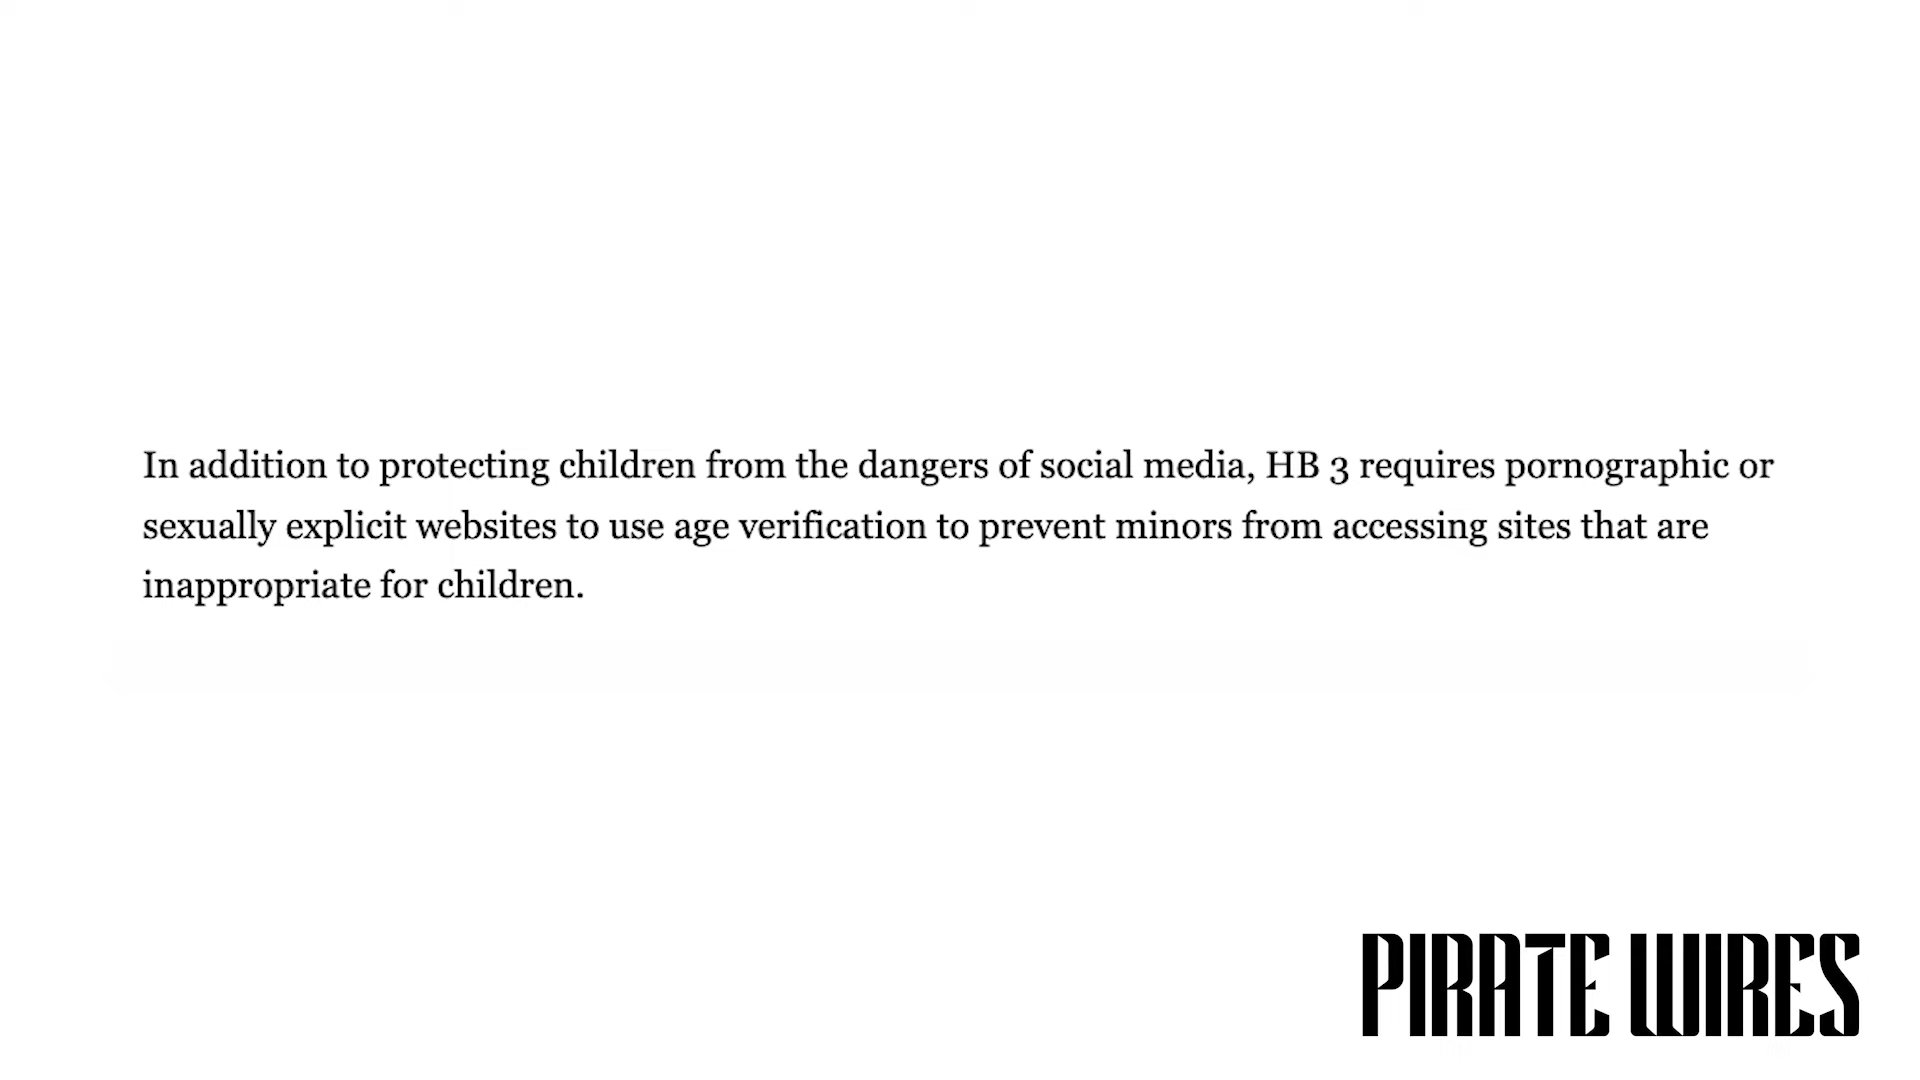 In addition to protecting children from the dangers of social media, HB 3 requires pornographic or
sexually explicit websites to use age verification to prevent minors from accessing sites that are
inappropriate for children.
PIRATE WIRES